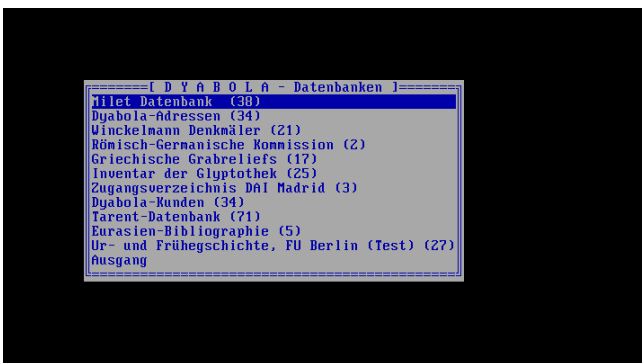 [ D Y A B O L A - Datenbanken ]
Milet Datenbank (38)
Dyabola-Adressen (34)
Winckelmann Denkmäler (21)
Römisch-Germanische Kommission (2)
Griechische Grabreliefs (17)
Inventar der Glyptothek (25)
Zugangsverzeichnis DAI Madrid (3)
Dyabola-Kunden (34)
Tarent-Datenbank (71)
Eurasien-Bibliographie (5)
Ur- und Frühegschichte, FU Berlin (Test) (27)
Ausgang